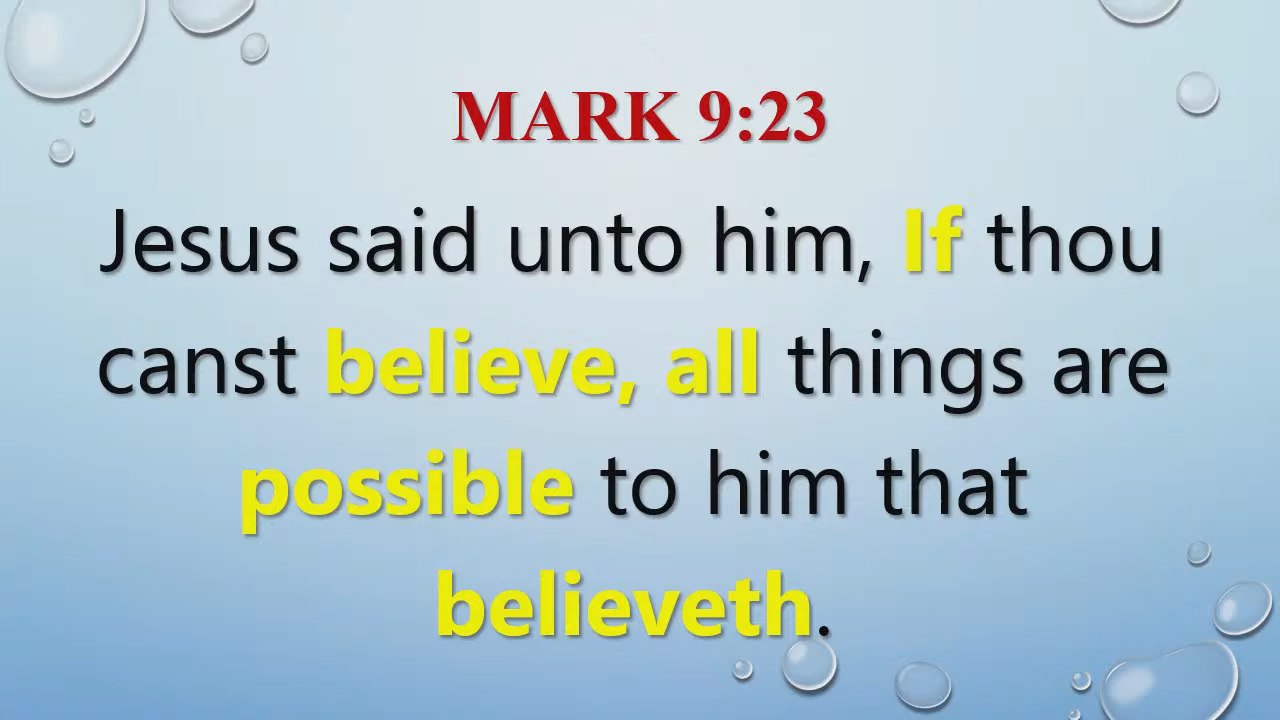 MARK 9:23
Jesus said unto him, If thou
canst believe, all things are
possible to him that
believeth.